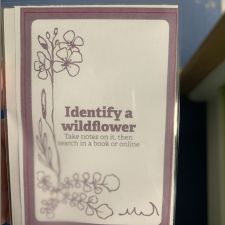 Identify a
wildflower
Take notes on it, then
search in a book or online